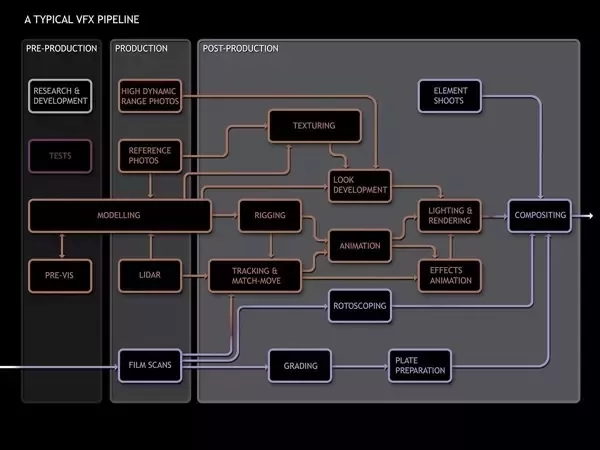 A TYPICAL VFX PIPELINE
PRE-PRODUCTION
PRODUCTION
POST-PRODUCTION
RESEARCH &
DEVELOPMENT
HIGH DYNAMIC
RANGE PHOTOS
ELEMENT
SHOOTS
TEXTURING
TESTS
REFERENCE
PHOTOS
LOOK
DEVELOPMENT
MODELLING
RIGGING
LIGHTING &
RENDERING
COMPOSITING
ANIMATION
PRE-VIS
LIDAR
TRACKING &
MATCH-MOVE
EFFECTS
ANIMATION
ROTOSCOPING
FILM SCANS
GRADING
PLATE
PREPARATION